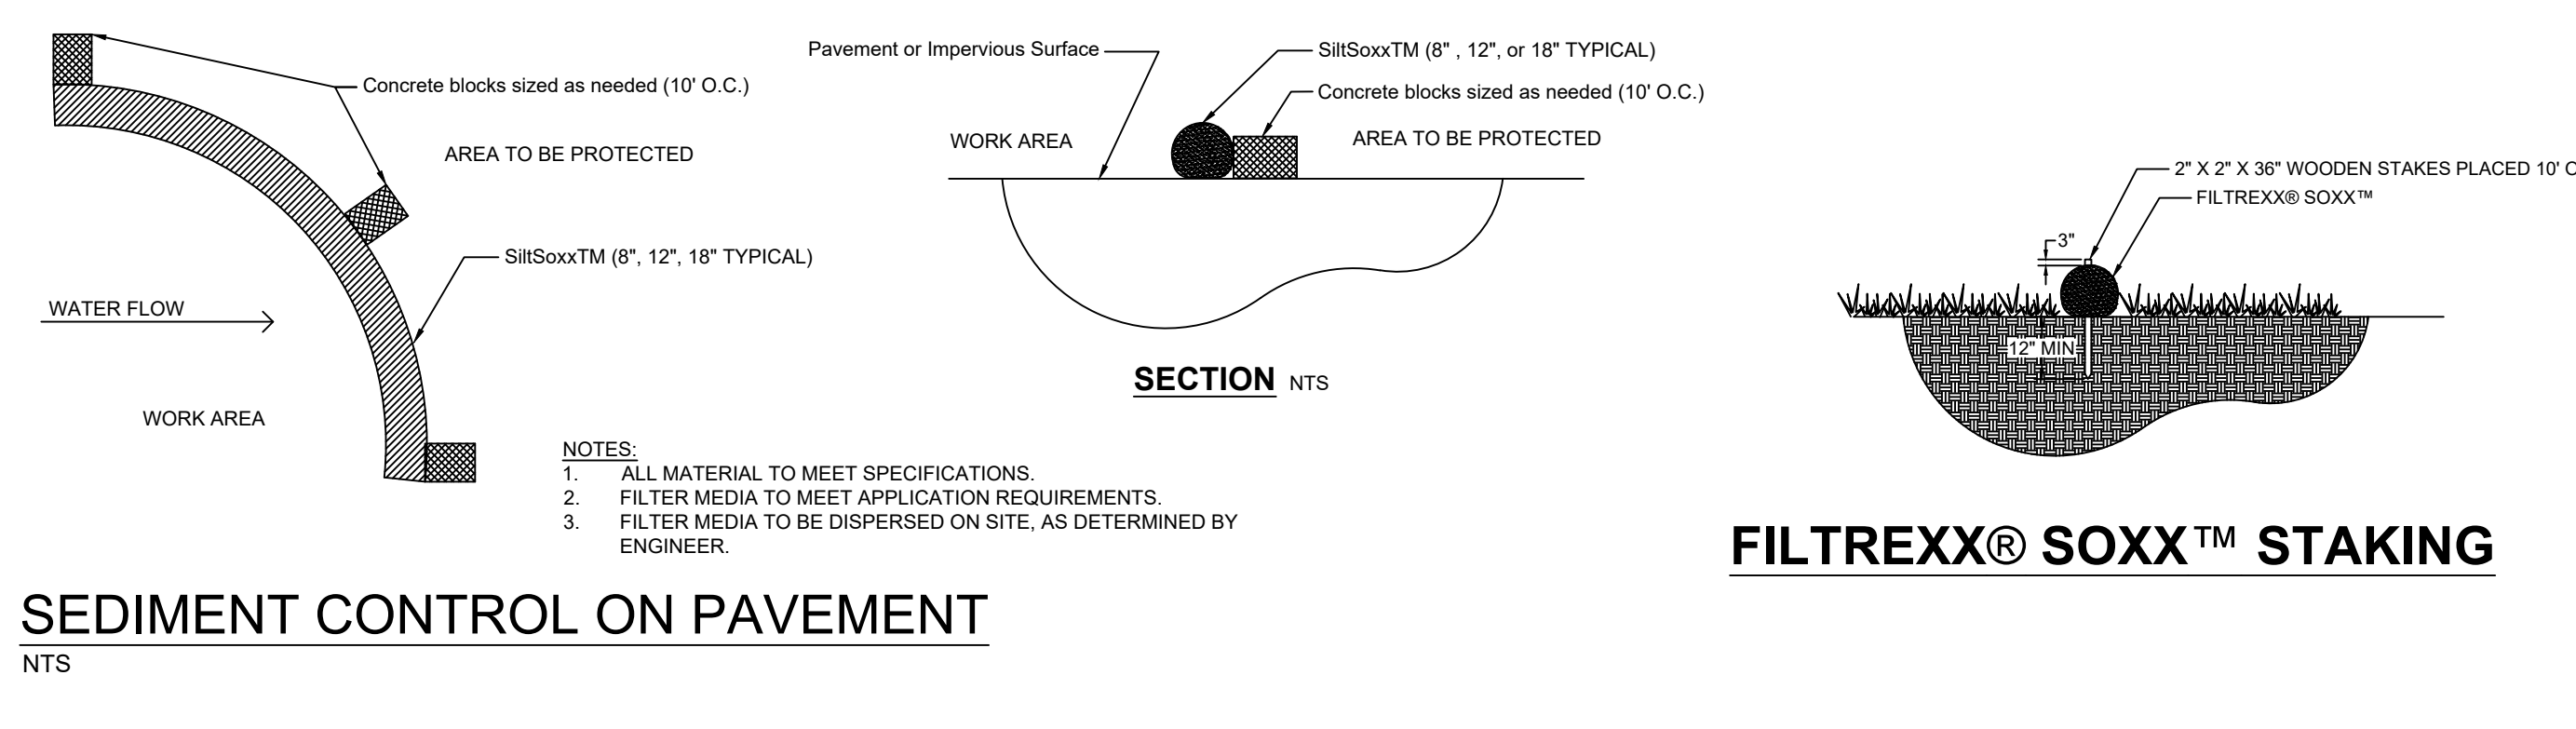 Concrete blocks sized as needed (10' O.C.)
AREA TO BE PROTECTED
SiltSoxxTM (8", 12", 18" TYPICAL)
WATER FLOW
WORK AREA
Pavement or Impervious Surface
SiltSoxxTM (8" , 12", or 18" TYPICAL)
Concrete blocks sized as needed (10' O.C.)
WORK AREA
AREA TO BE PROTECTED
SECTION NTS
NOTES:
1. ALL MATERIAL TO MEET SPECIFICATIONS.
2. FILTER MEDIA TO MEET APPLICATION REQUIREMENTS.
3. FILTER MEDIA TO BE DISPERSED ON SITE, AS DETERMINED BY
ENGINEER.
SEDIMENT CONTROL ON PAVEMENT
NTS
2" X 2" X 36" WOODEN STAKES PLACED 10'
FILTREXX® SOXX™
3"
12" MIN
FILTREXX® SOXX™ STAKING